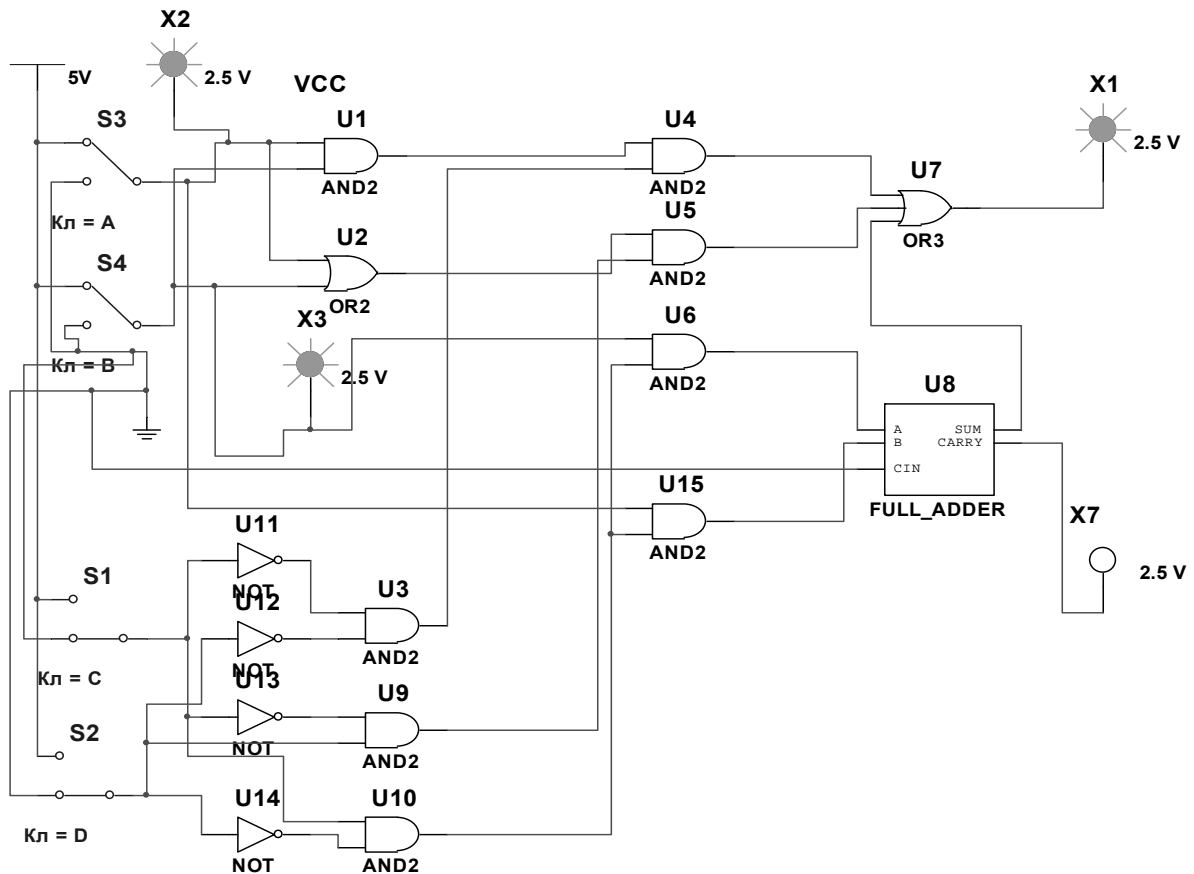 X2
X1
5V
2.5 V
VCC
S3
U1
U4
2.5 V
AND2
AND2
U7
Кл = A
U5
OR3
S4
U2
AND2
OR2
U6
X3
Кл = B
2.5 V
AND2
U8
A
SUM
B
CARRY
CIN
U15
FULL_ADDER
X7
AND2
U11
S1
2.5 V
NOT
U12
U3
Кл = C
AND2
NOT
U13
U9
S2
NOT
AND2
U14
U10
Кл = D
NOT
AND2